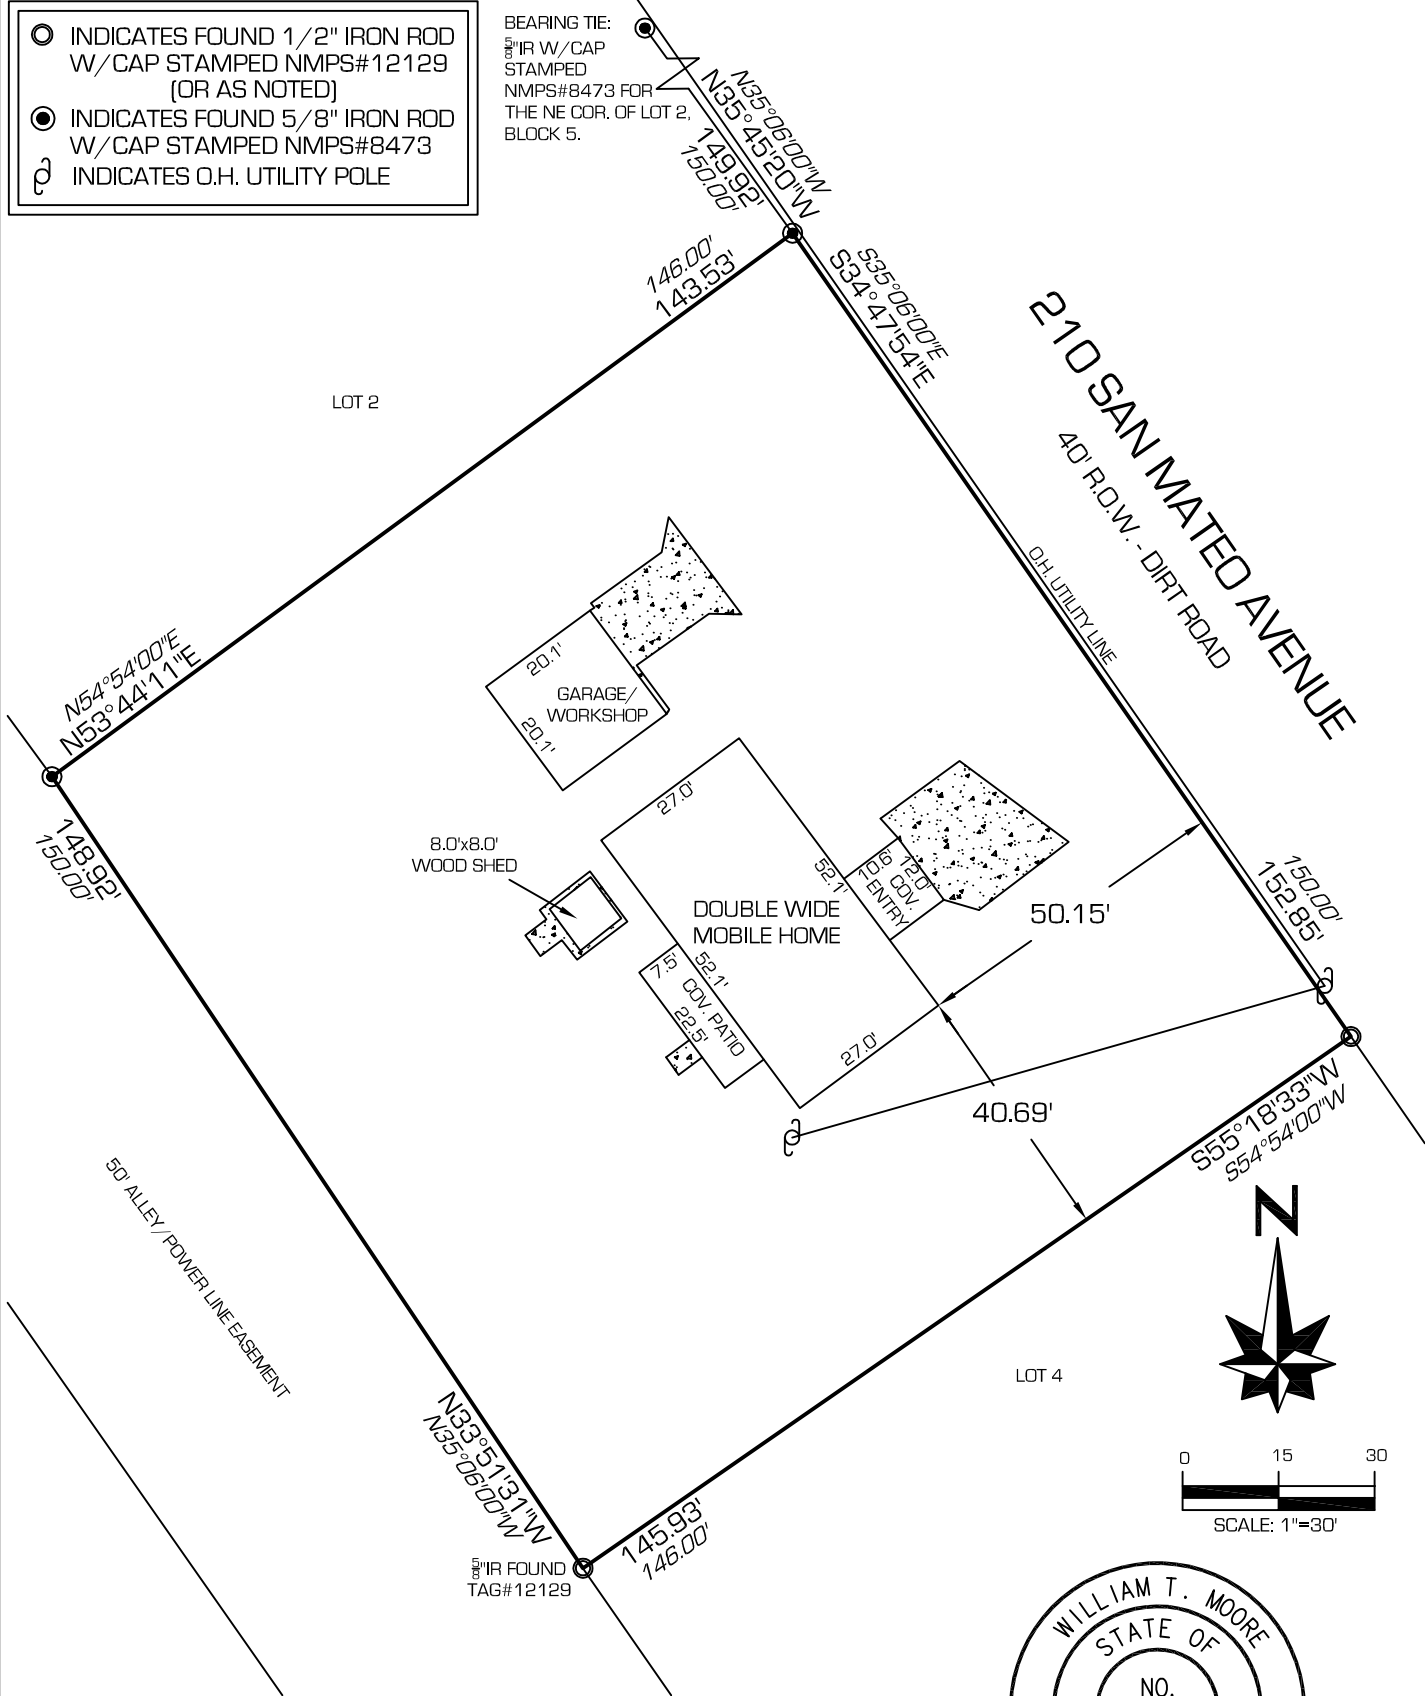 INDICATES FOUND 1/2" IRON ROD
W/CAP STAMPED NMPS#12129
(OR AS NOTED)
INDICATES FOUND 5/8" IRON ROD
W/CAP STAMPED NMPS#8473
INDICATES O.H. UTILITY POLE
BEARING TIE:
5/8"IR W/CAP
STAMPED
NMPS#8473 FOR
THE NE COR. OF LOT 2,
BLOCK 5.
N35°06'00"W
N35°45'20"W
149.92'
150.00'
146.00'
143.53'
S35°06'00"E
S34°47'54"E
210 SAN MATEO AVENUE
40' R.O.W. - DIRT ROAD
O.H. UTILITY LINE
LOT 2
N54°54'00"E
N53°44'11"E
20.1'
GARAGE/
WORKSHOP
20.1'
27.0'
8.0'x8.0'
WOOD SHED
148.92'
150.00'
52.1'
10.6'
12.0'
COV.
ENTRY
DOUBLE WIDE
MOBILE HOME
50.15'
150.00'
152.85'
52.1'
7.5'
COV. PATIO
22.5'
27.0'
40.69'
S55°18'33"W
S54°54'00"W
50' ALLEY/POWER LINE EASEMENT
N
LOT 4
N33°51'31"W
N35°06'00"W
0 15 30
SCALE: 1"=30'
145.93'
146.00'
5/8"IR FOUND
TAG#12129
WILLIAM T. MOORE
STATE OF
NO.